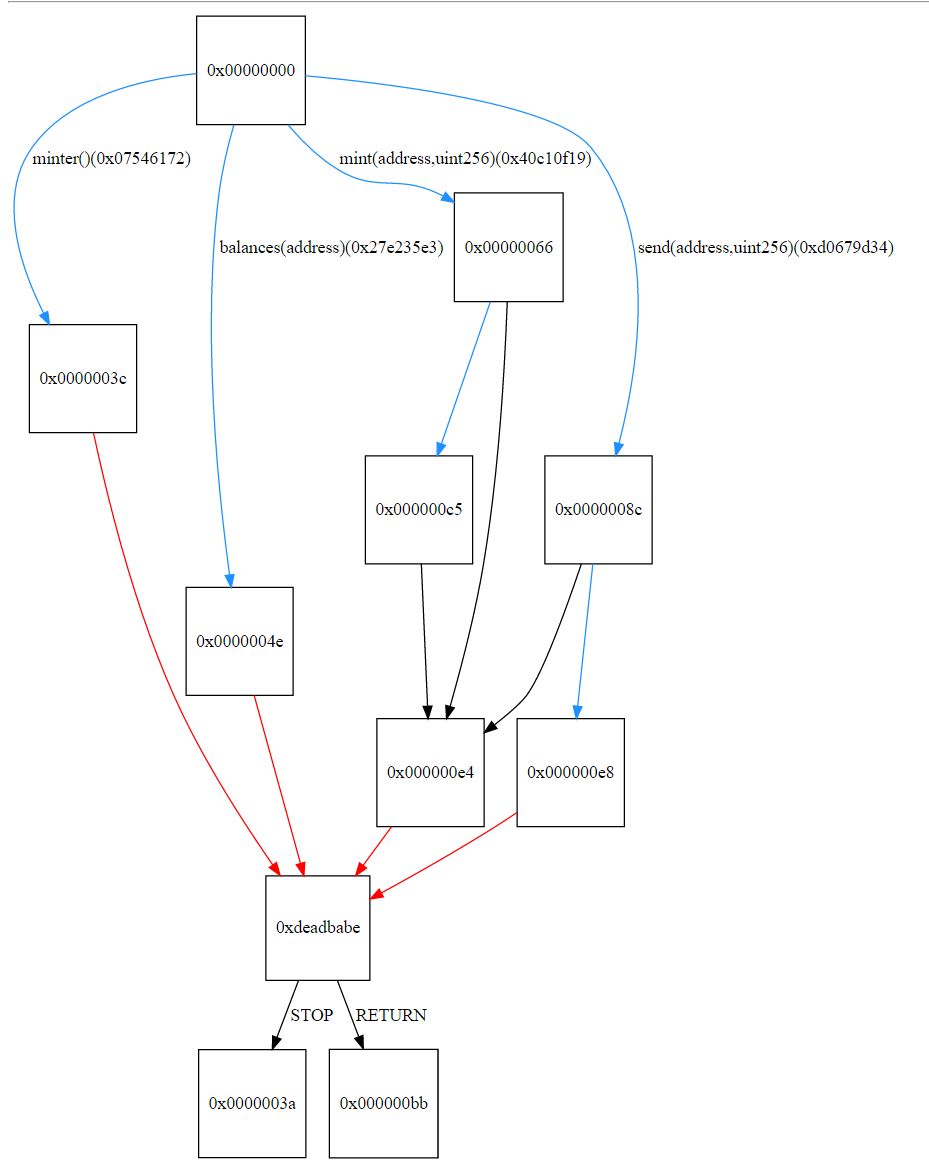 0x00000000
minter()(0x07546172)
mint(address,uint256)(0x40c10f19)
balances(address)(0x27e235e3)
0x00000066
send(address,uint256)(0xd0679d34)
0x0000003c
0x000000c5
0x0000008c
0x0000004e
0x000000e4
0x000000e8
0xdeadbabe
STOP
RETURN
0x0000003a
0x000000bb